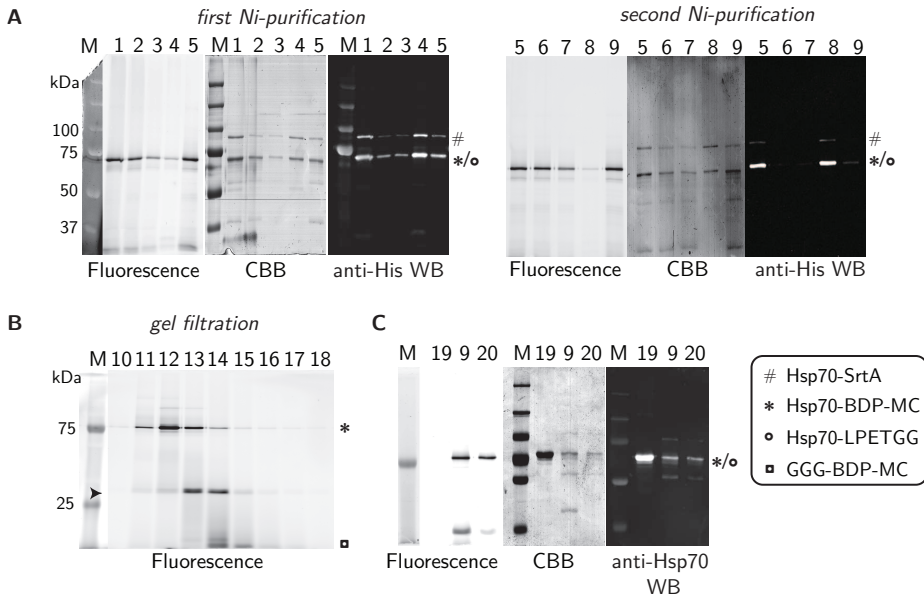 A
first Ni-purification
second Ni-purification
M 1 2 3 4 5 M 1 2 3 4 5 M 1 2 3 4 5
5 6 7 8 9 5 6 7 8 9 5 6 7 8 9
kDa
100
75
50
37
#
*/o
#
*/o
Fluorescence CBB anti-His WB
Fluorescence CBB anti-His WB
B
gel filtration
M 10 11 12 13 14 15 16 17 18
kDa
75
25
*
Fluorescence
C
M 19 9 20 M 19 9 20 M 19 9 20
*/o
Fluorescence CBB anti-Hsp70
WB
# Hsp70-SrtA
* Hsp70-BDP-MC
o Hsp70-LPETGG
GGG-BDP-MC